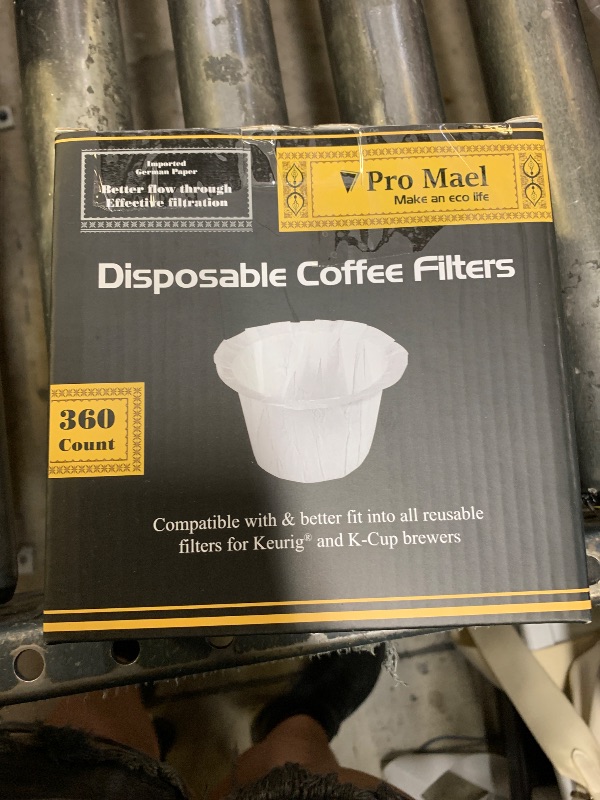 Imported
German Paper
Better flow through
Effective filtration
Pro Mael
Make an eco life
Disposable Coffee Filters
360
Count
Compatible with & better fit into all reusable
filters for Keurig® and K-Cup brewers